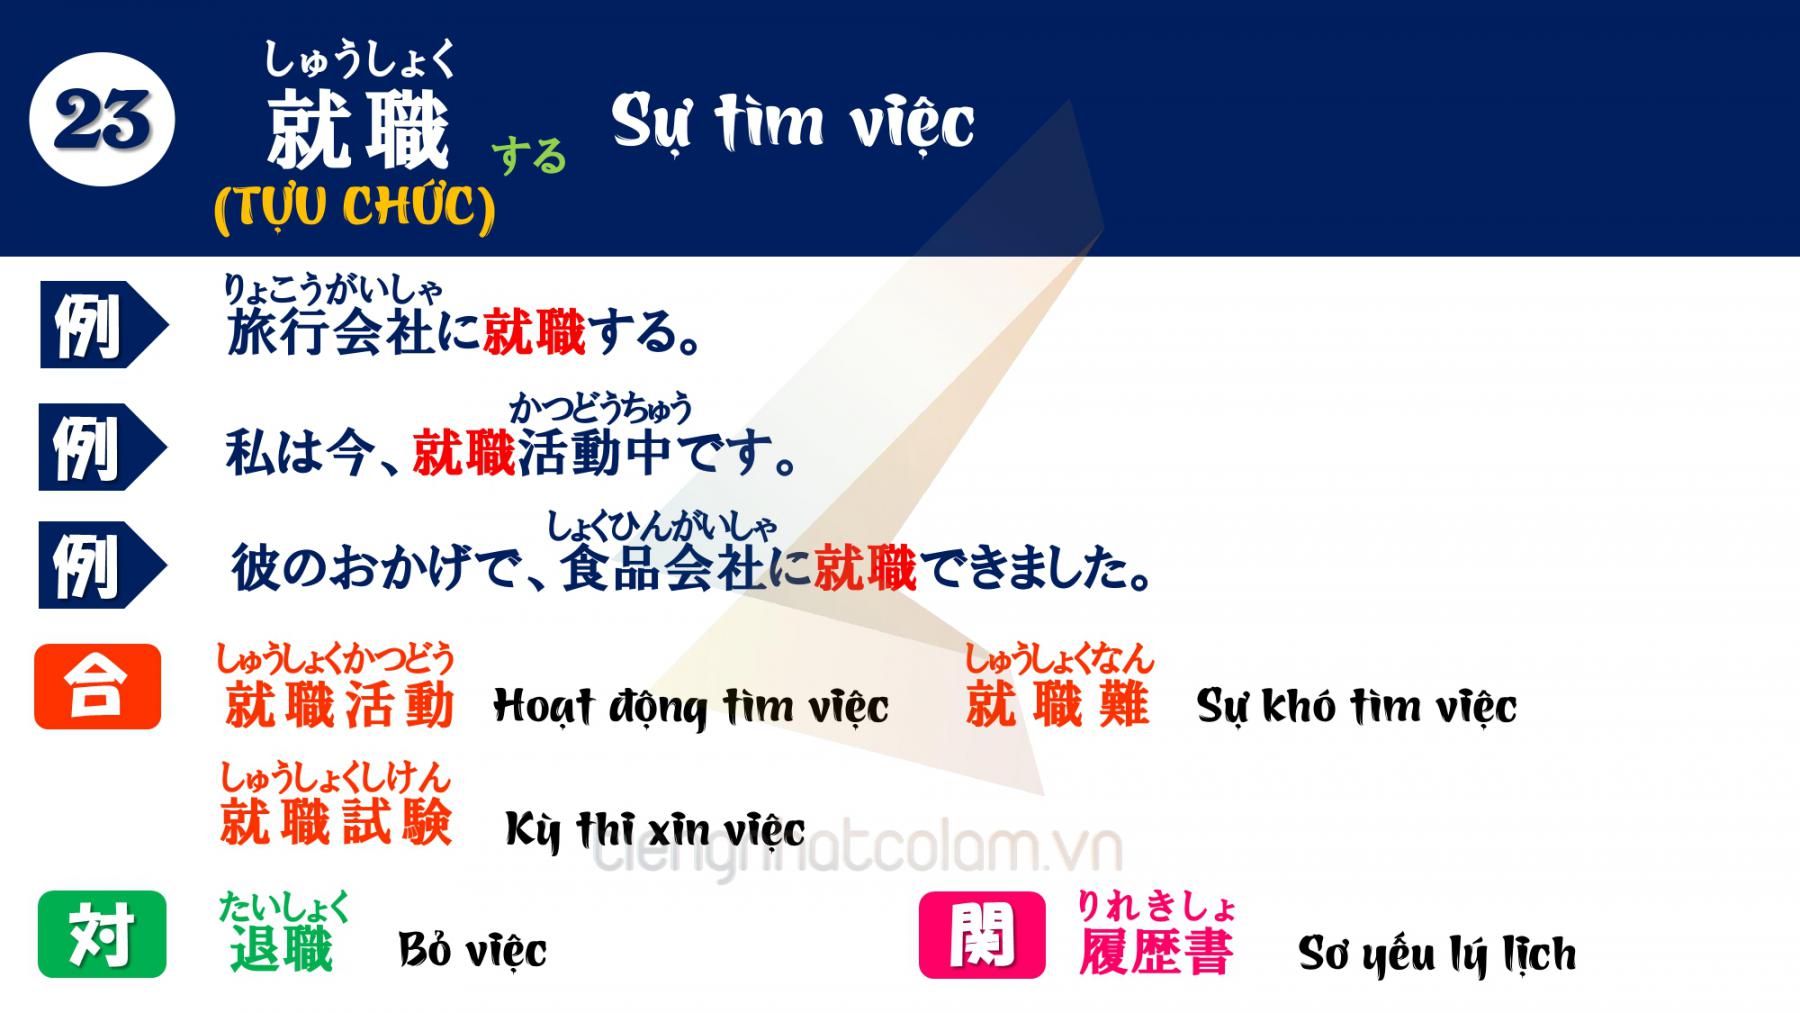 23
しゅうしょく
就職する
(TỰU CHỨC)
Sự tìm việc
例
りょこうがいしゃ
旅行会社に就職する。
例
かつどうちゅう
私は今、就職活動中です。
例
しょくひんがいしゃ
彼のおかげで、食品会社に就職できました。
合
しゅうしょくかつどう
就職活動
Hoạt động tìm việc
しゅうしょくなん
就職難
Sự khó tìm việc
しゅうしょくしけん
就職試験
Kỳ thi xin việc
tiengnhatcolam.vn
対
たいしょく
退職
Bỏ việc
関
りれきしょ
履歴書
Sơ yếu lý lịch